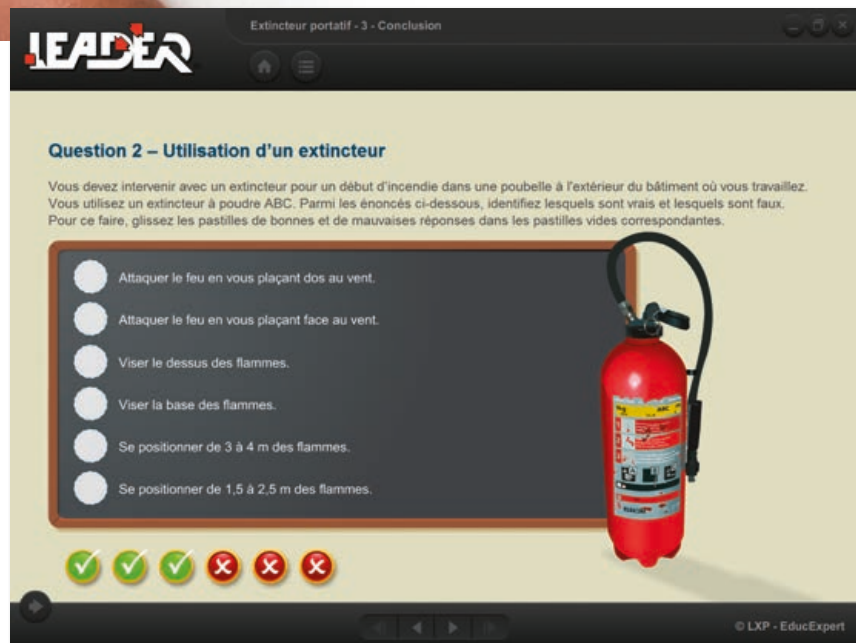 LEADER
Extincteur portatif - 3 - Conclusion
Question 2 – Utilisation d'un extincteur
Vous devez intervenir avec un extincteur pour un début d'incendie dans une poubelle à l'extérieur du bâtiment où vous travaillez.
Vous utilisez un extincteur à poudre ABC. Parmi les énoncés ci-dessous, identifiez lesquels sont vrais et lesquels sont faux.
Pour ce faire, glissez les pastilles de bonnes et de mauvaises réponses dans les pastilles vides correspondantes.
Attaquer le feu en vous plaçant dos au vent.
Attaquer le feu en vous plaçant face au vent.
Viser le dessus des flammes.
Viser la base des flammes.
Se positionner de 3 à 4 m des flammes.
Se positionner de 1,5 à 2,5 m des flammes.
ABC
© LXP - EducExpert